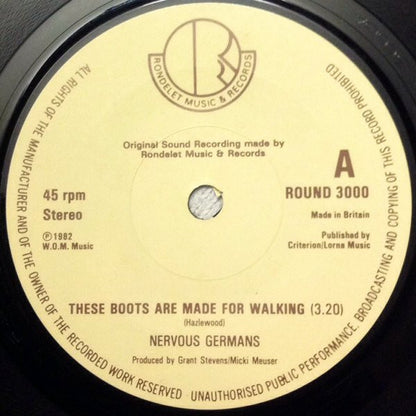 RONDELET MUSIC & RECORDS
R
ALL RIGHTS OF THE MANUFACTURER AND OF THE OWNER OF THE RECORDED WORK RESERVED · UNAUTHORISED PUBLIC PERFORMANCE, BROADCASTING AND COPYING OF THIS RECORD PROHIBITED
Original Sound Recording made by
Rondelet Music & Records
A
45 rpm
Stereo
ROUND 3000
Made in Britain
℗ 1982
W.O.M. Music
Published by
Criterion/Lorna Music
THESE BOOTS ARE MADE FOR WALKING (3.20)
(Hazlewood)
NERVOUS GERMANS
Produced by Grant Stevens/Micki Meuser